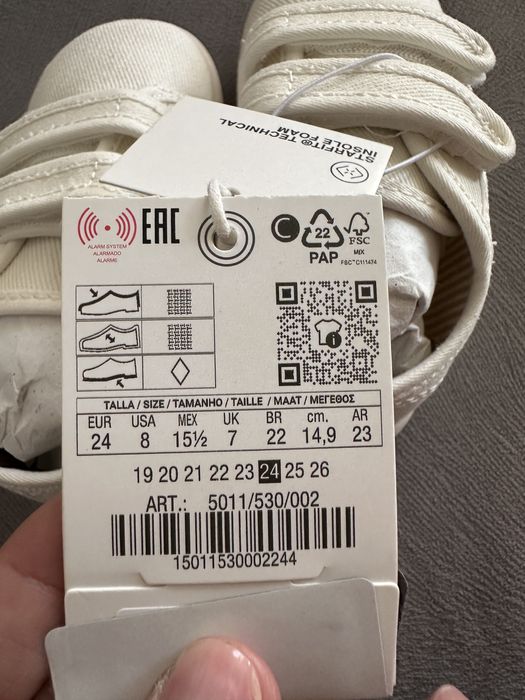 STARFIT® TECHNICAL
INSOLE FOAM
ALARM SYSTEM
ALARMADO
ALARME
EAC
C
22
PAP
FSC
MIX
FSC™ C111474
TALLA / SIZE / TAMANHO / TAILLE / MAAT / ΜΕΓΕΘΟΣ
EUR USA MEX UK BR cm. AR
24 8 15½ 7 22 14,9 23
19 20 21 22 23 24 25 26
ART.: 5011/530/002
15011530002244